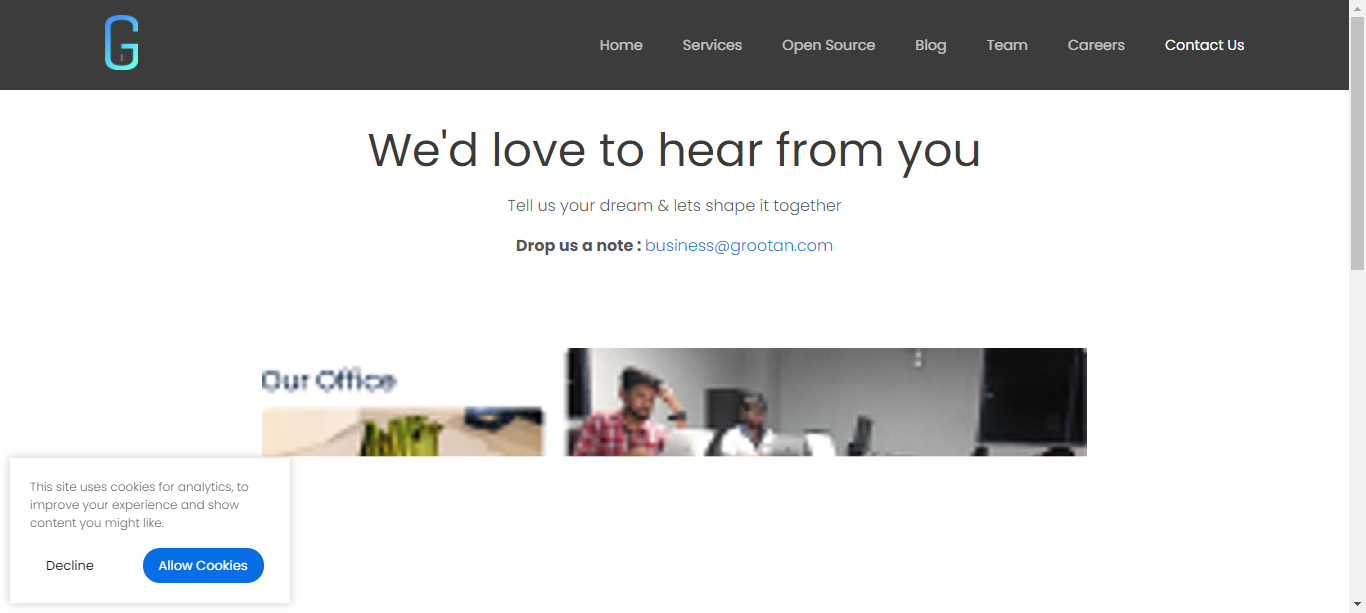 G
Home Services Open Source Blog Team Careers Contact Us
We'd love to hear from you
Tell us your dream & lets shape it together
Drop us a note : business@grootan.com
Our Office
This site uses cookies for analytics, to
improve your experience and show
content you might like.
Decline Allow Cookies